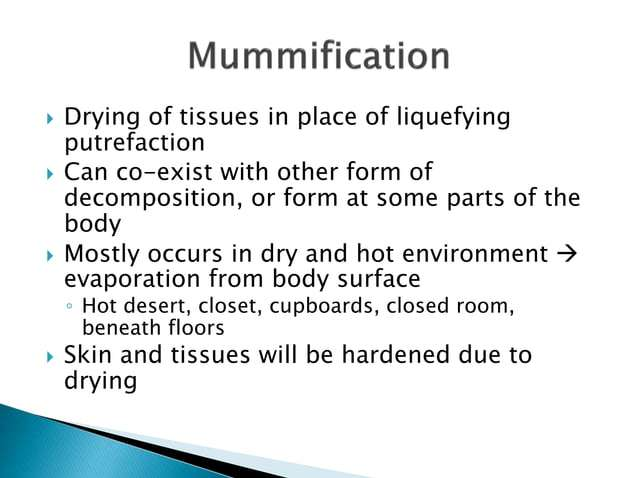 Mummification
Drying of tissues in place of liquefying
putrefaction
Can co-exist with other form of
decomposition, or form at some parts of the
body
Mostly occurs in dry and hot environment →
evaporation from body surface
Hot desert, closet, cupboards, closed room,
beneath floors
Skin and tissues will be hardened due to
drying